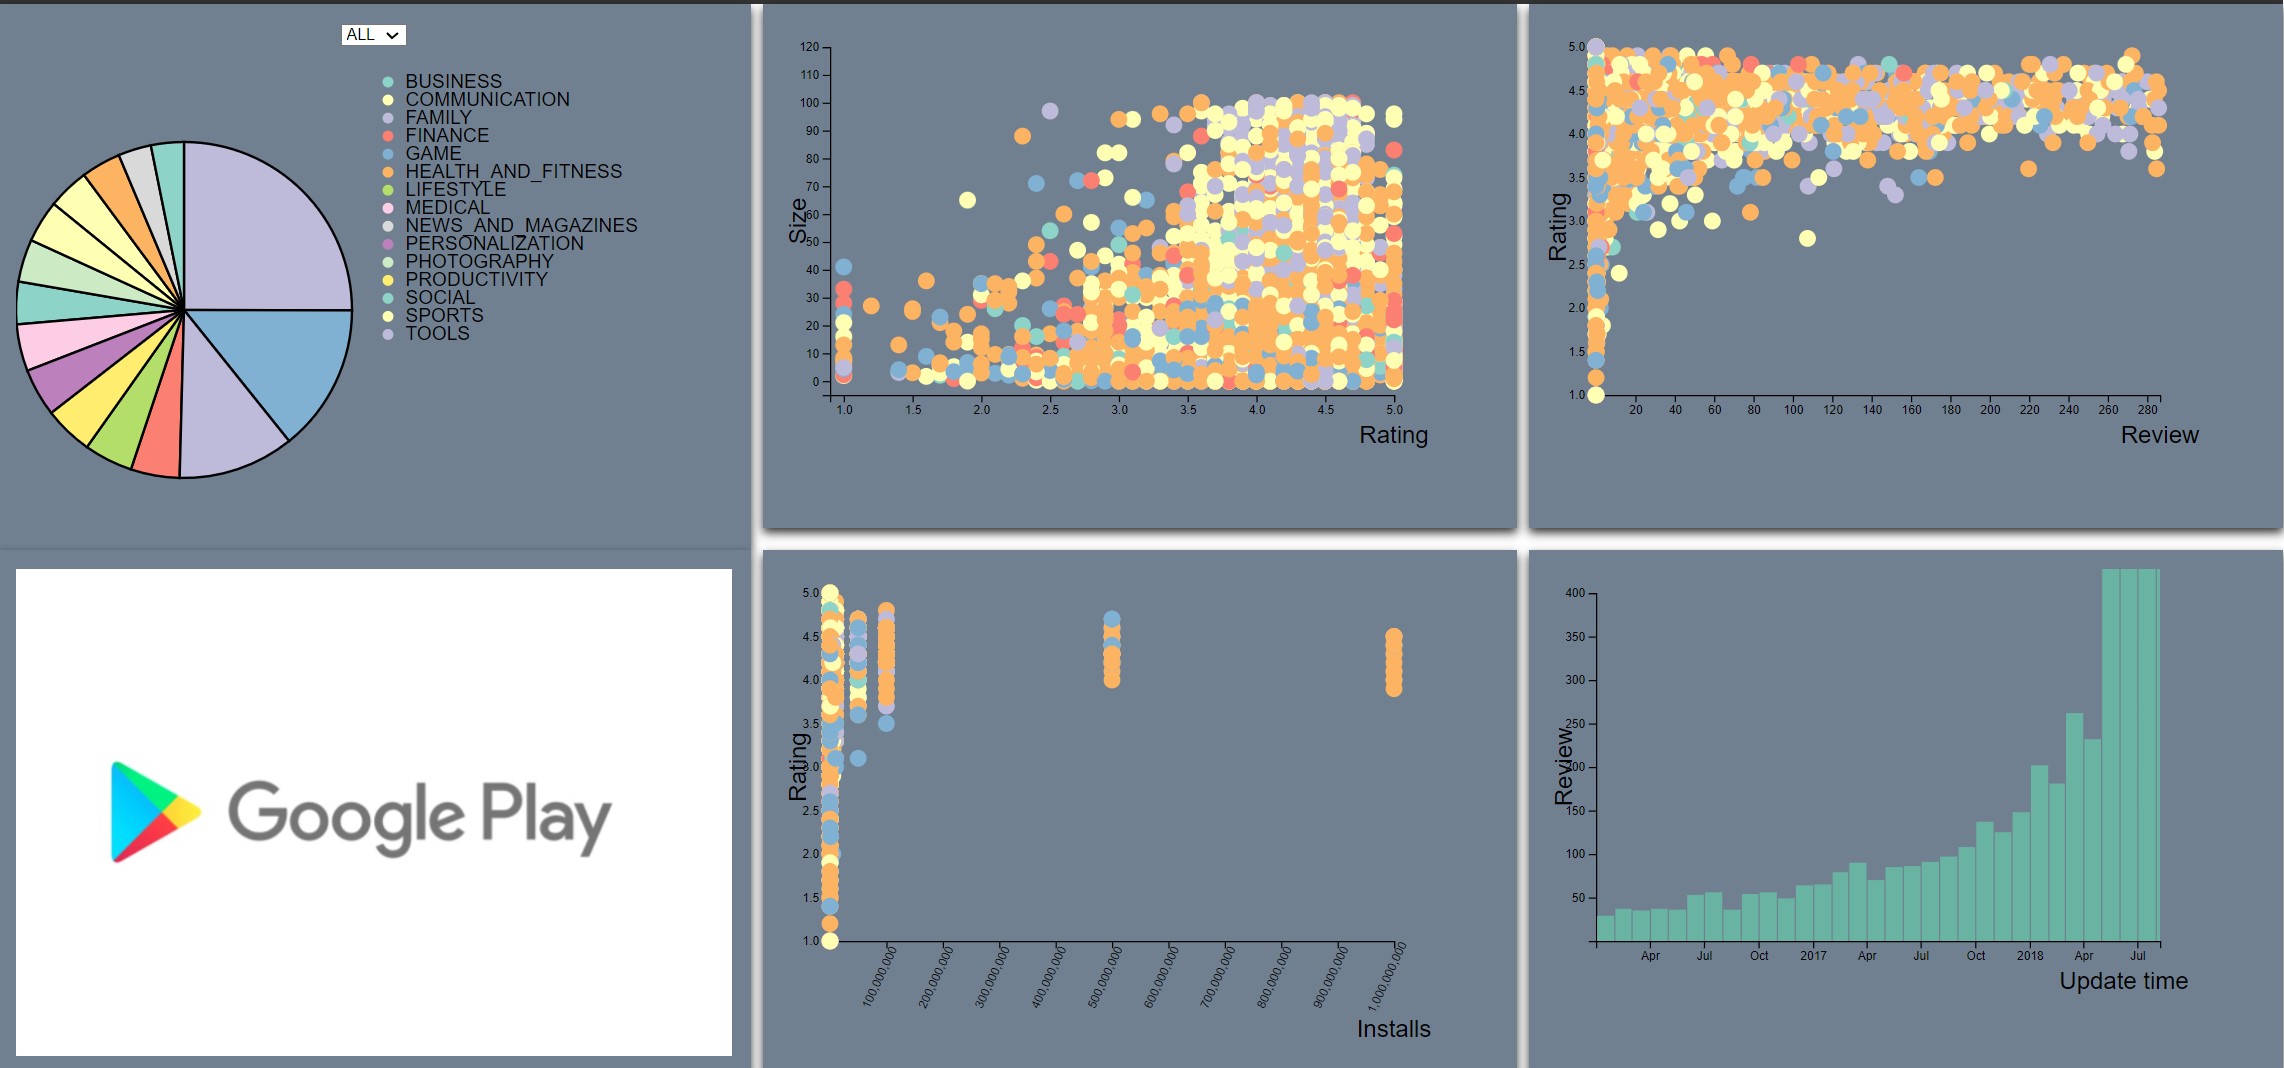 ALL
BUSINESS
COMMUNICATION
FAMILY
FINANCE
GAME
HEALTH_AND_FITNESS
LIFESTYLE
MEDICAL
NEWS_AND_MAGAZINES
PERSONALIZATION
PHOTOGRAPHY
PRODUCTIVITY
SOCIAL
SPORTS
TOOLS
120
110
100
90
80
70
60
50
40
30
20
10
0
Size
1.0 1.5 2.0 2.5 3.0 3.5 4.0 4.5 5.0
Rating
5.0
4.5
4.0
3.5
3.0
2.5
2.0
1.5
1.0
Rating
20 40 60 80 100 120 140 160 180 200 220 240 260 280
Review
Google Play
5.0
4.5
4.0
3.5
3.0
2.5
2.0
1.5
1.0
Rating
100,000,000 200,000,000 300,000,000 400,000,000 500,000,000 600,000,000 700,000,000 800,000,000 900,000,000 1,000,000,000
Installs
400
350
300
250
200
150
100
50
Review
Apr Jul Oct 2017 Apr Jul Oct 2018 Apr Jul
Update time